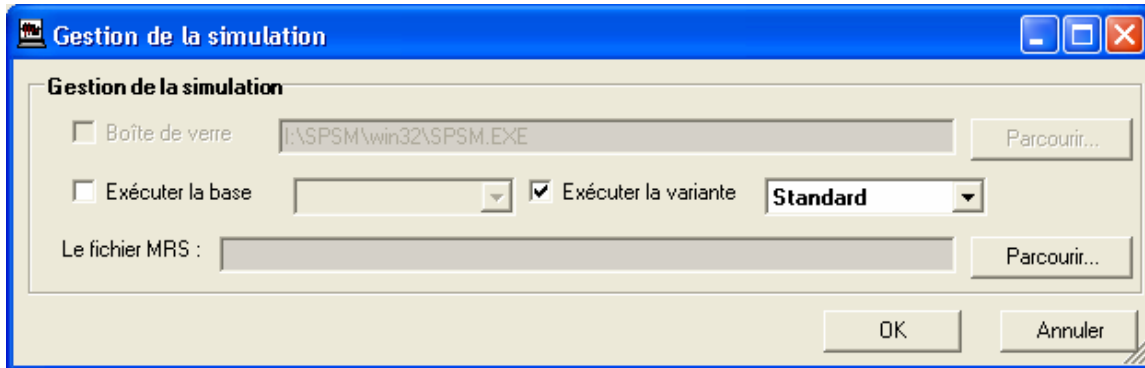 Gestion de la simulation
Gestion de la simulation
Boîte de verre I:\SPSM\win32\SPSM.EXE Parcourir...
Exécuter la base Exécuter la variante Standard
Le fichier MRS : Parcourir...
OK Annuler